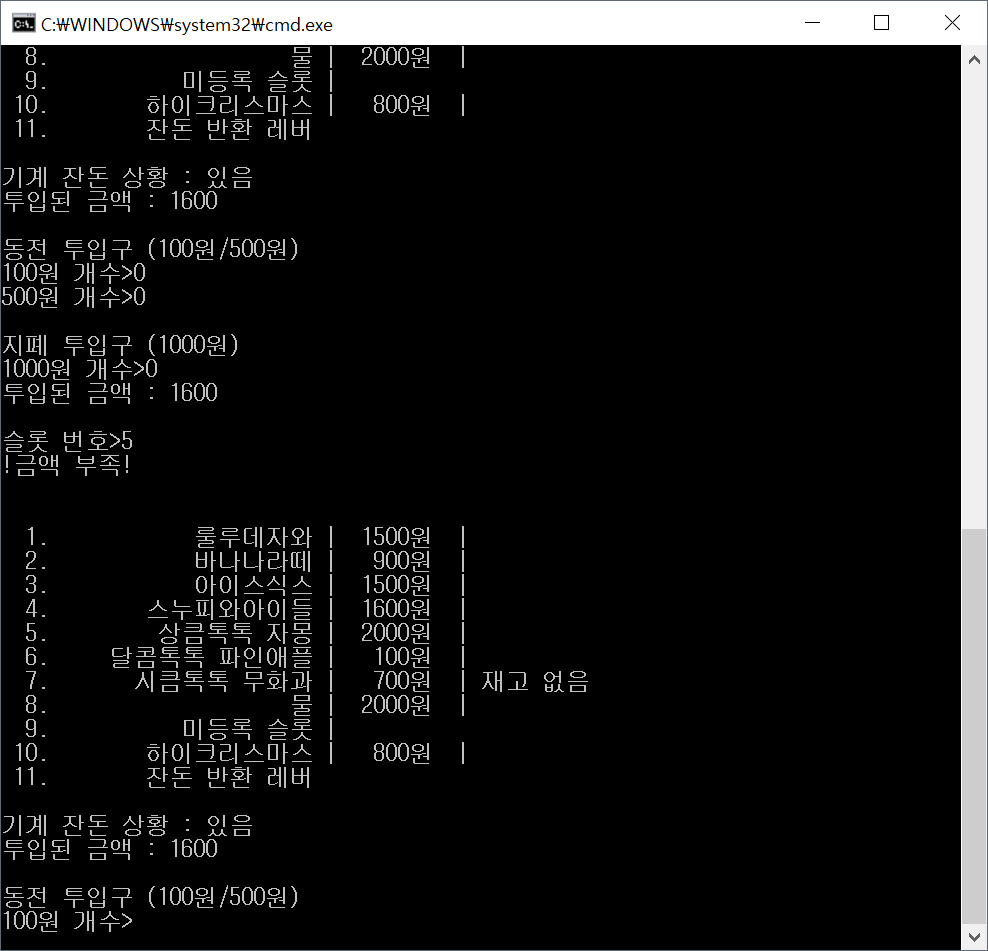 C:₩WINDOWS₩system32₩cmd.exe
8. 물 | 2000원 |
9. 미등록 슬롯 |
10. 하이크리스마스 | 800원 |
11. 잔돈 반환 레버
기계 잔돈 상황 : 있음
투입된 금액 : 1600
동전 투입구 (100원/500원)
100원 개수>0
500원 개수>0
지폐 투입구 (1000원)
1000원 개수>0
투입된 금액 : 1600
슬롯 번호>5
!금액 부족!
1. 룰루데자와 | 1500원 |
2. 바나나라떼 | 900원 |
3. 아이스식스 | 1500원 |
4. 스누피와아이들 | 1600원 |
5. 상큼톡톡 자몽 | 2000원 |
6. 달콤톡톡 파인애플 | 100원 |
7. 시큼톡톡 무화과 | 700원 | 재고 없음
8. 물 | 2000원 |
9. 미등록 슬롯 |
10. 하이크리스마스 | 800원 |
11. 잔돈 반환 레버
기계 잔돈 상황 : 있음
투입된 금액 : 1600
동전 투입구 (100원/500원)
100원 개수>